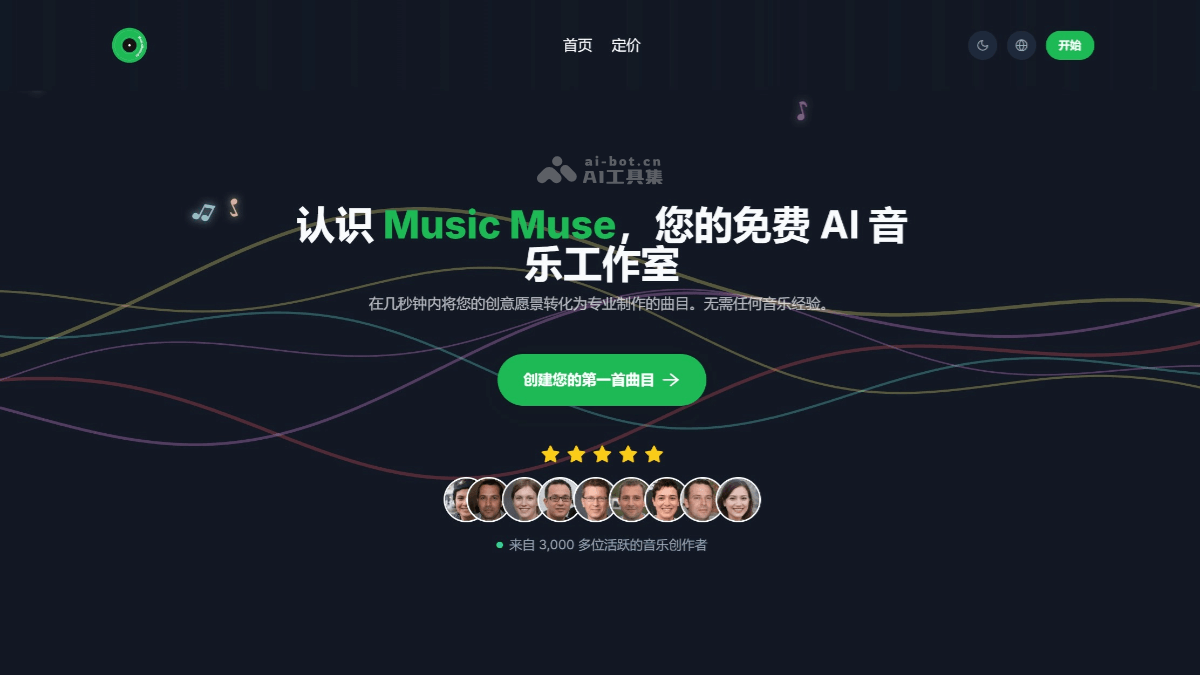 首页 定价 开始
ai-bot.cn
AI工具集
认识 Music Muse，您的免费 AI 音
乐工作室
在几秒钟内将您的创意愿景转化为专业制作的曲目。无需任何音乐经验。
创建您的第一首曲目 →
来自 3,000 多位活跃的音乐创作者